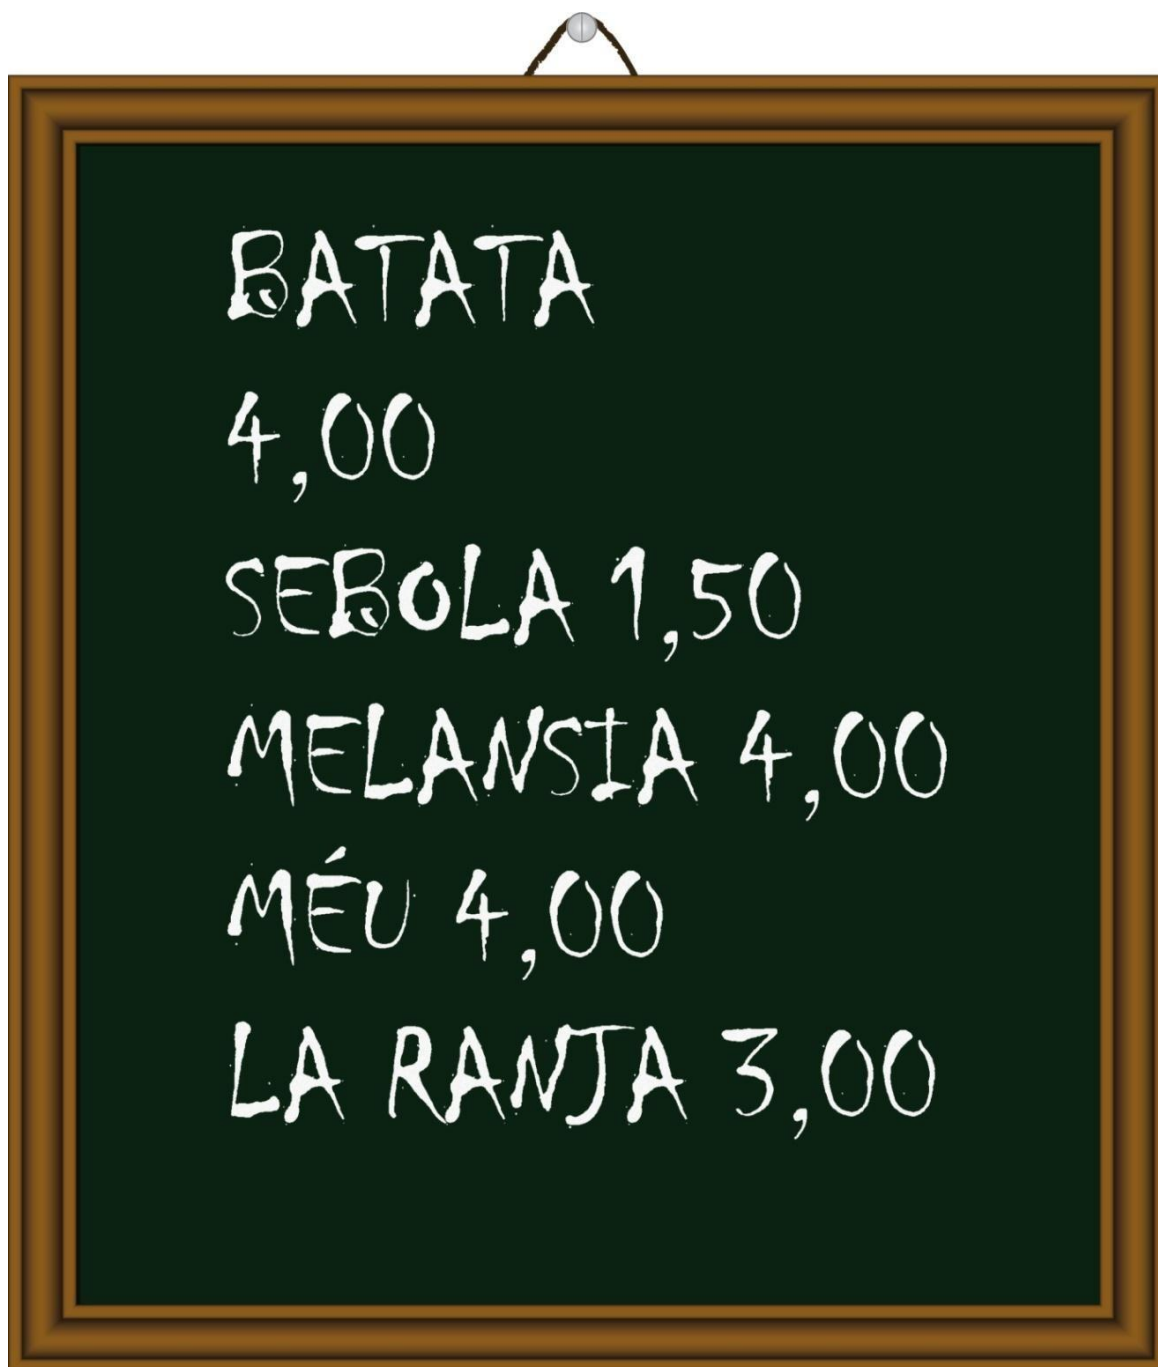 BATATA
4,00
SEBOLA 1,50
MELANSIA 4,00
MÉU 4,00
LA RANJA 3,00